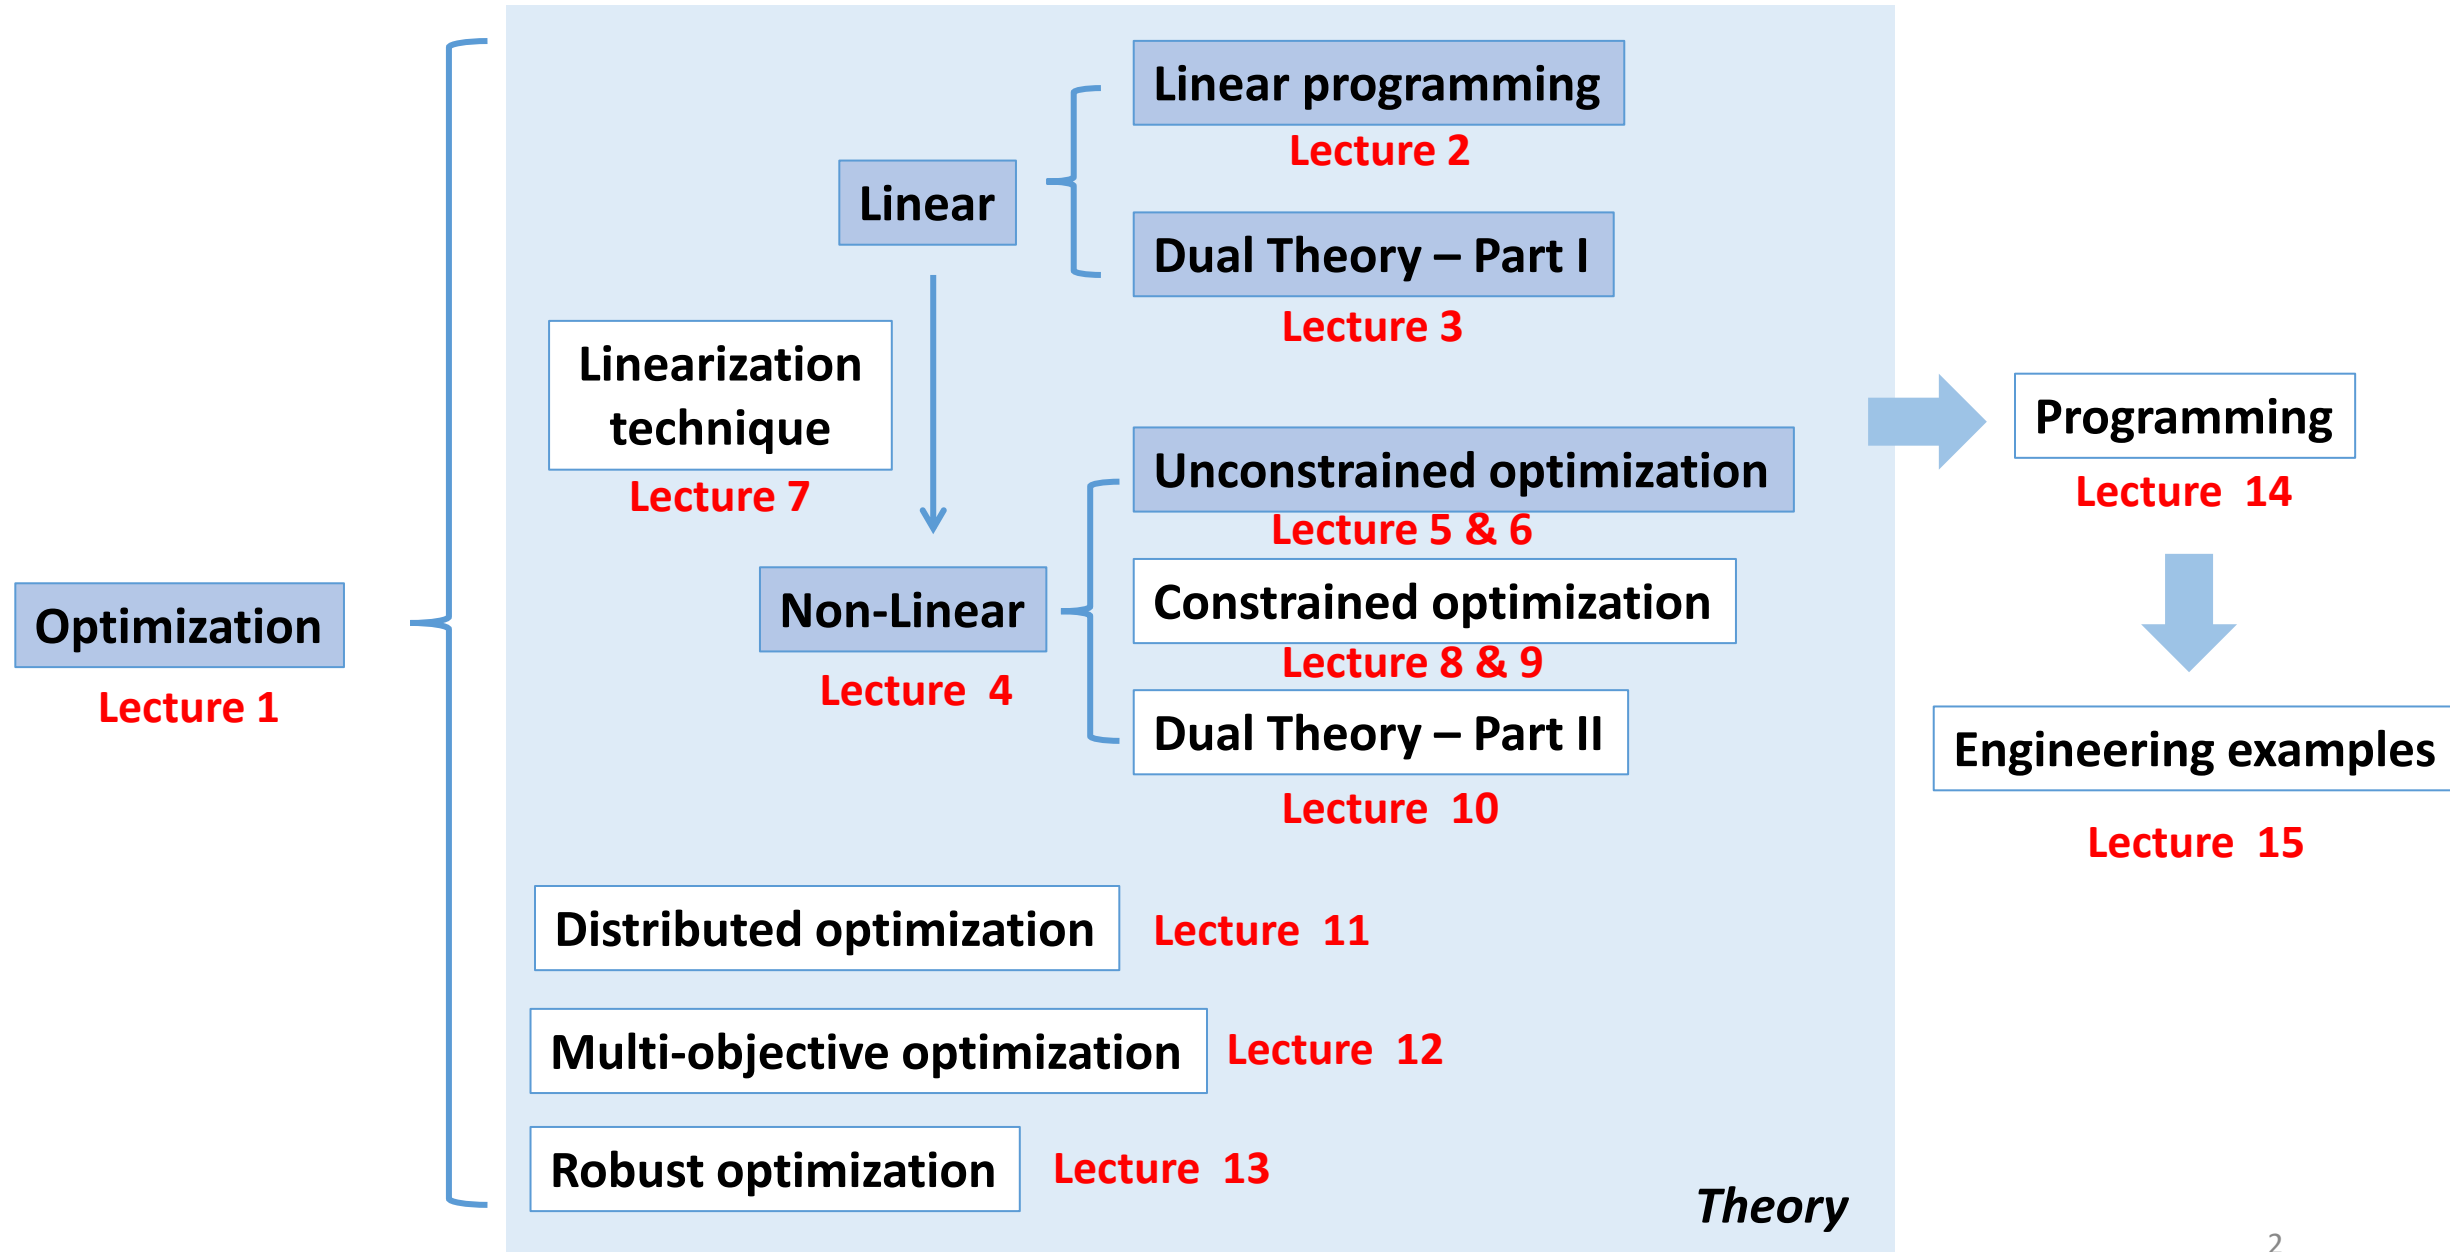 Optimization
Lecture 1
Linear
Linear programming
Lecture 2
Dual Theory – Part I
Lecture 3
Linearization
technique
Lecture 7
Non-Linear
Lecture  4
Unconstrained optimization
Lecture 5 & 6
Constrained optimization
Lecture 8 & 9
Dual Theory – Part II
Lecture  10
Distributed optimization
Lecture  11
Multi-objective optimization
Lecture  12
Robust optimization
Lecture  13
Theory
Programming
Lecture  14
Engineering examples
Lecture  15
2